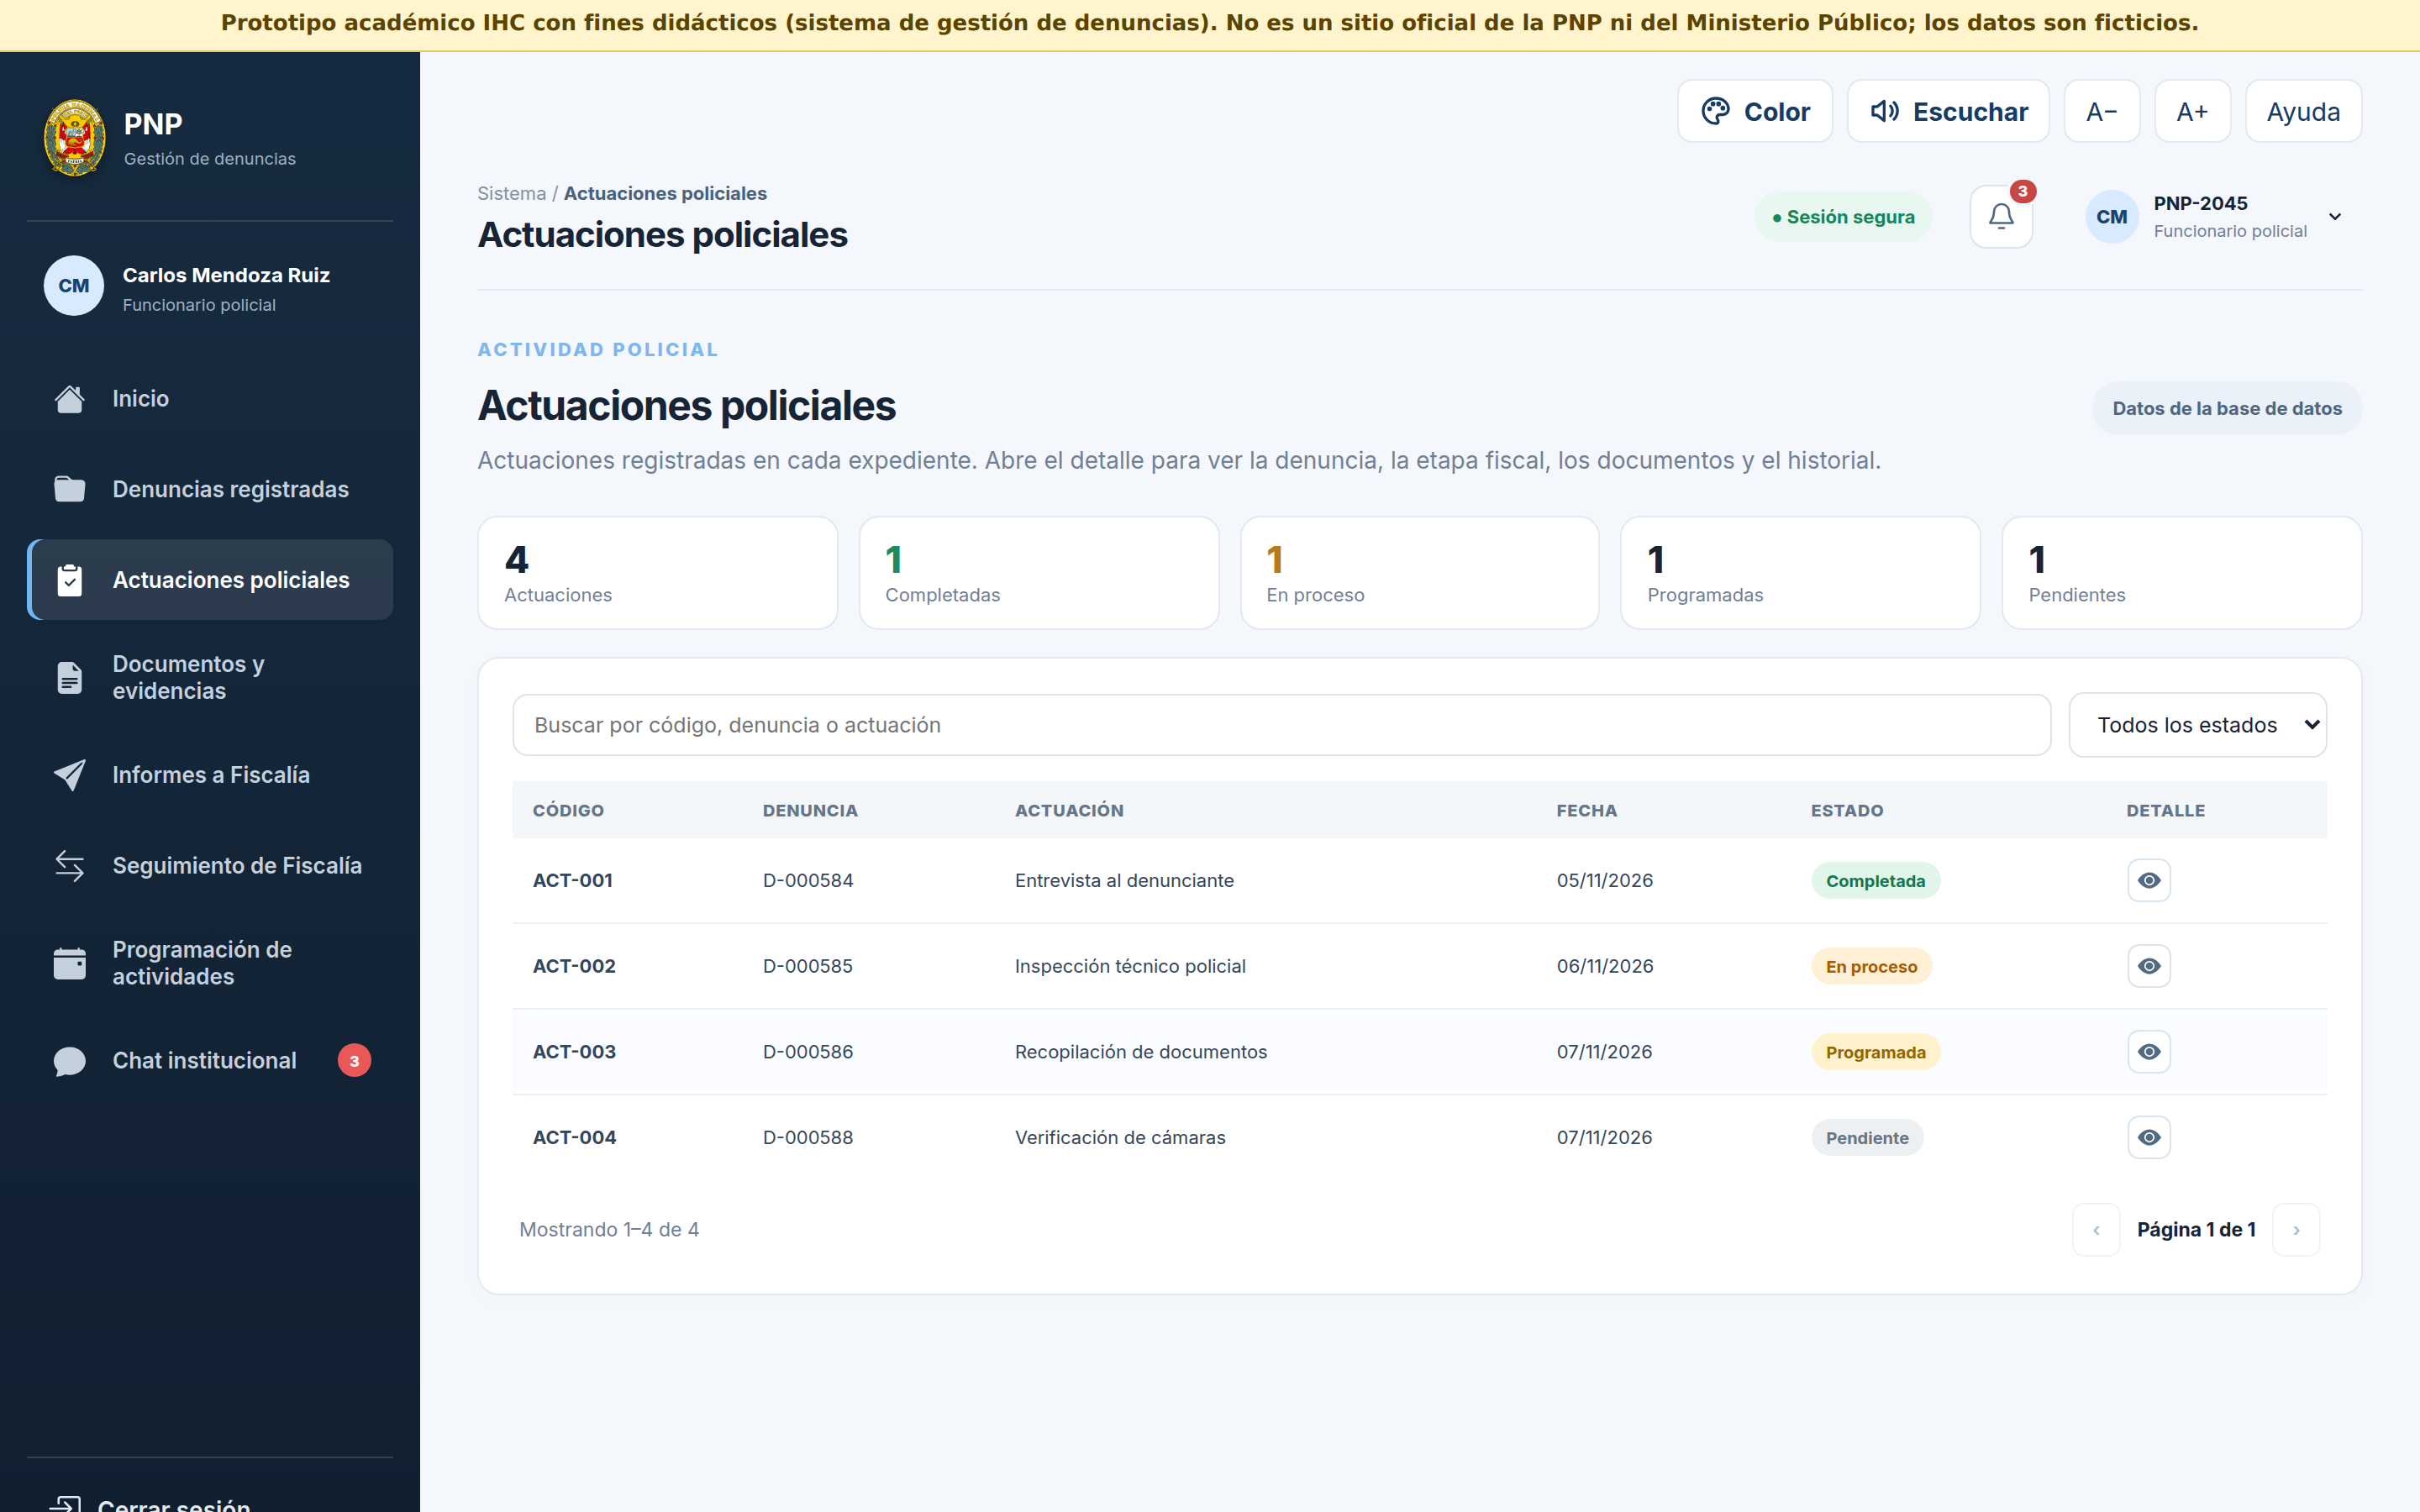 Prototipo académico IHC con fines didácticos (sistema de gestión de denuncias). No es un sitio oficial de la PNP ni del Ministerio Público; los datos son ficticios.
PNP
Gestión de denuncias
Carlos Mendoza Ruiz
CM
Funcionario policial
Inicio
Denuncias registradas
Actuaciones policiales
Documentos y
evidencias
Informes a Fiscalía
Seguimiento de Fiscalía
Programación de
actividades
Chat institucional 3
Cerrar sesión
Color Escuchar A− A+ Ayuda
Sistema / Actuaciones policiales
Actuaciones policiales
• Sesión segura
3
CM
PNP-2045
Funcionario policial
ACTIVIDAD POLICIAL
Actuaciones policiales
Datos de la base de datos
Actuaciones registradas en cada expediente. Abre el detalle para ver la denuncia, la etapa fiscal, los documentos y el historial.
4
Actuaciones
1
Completadas
1
En proceso
1
Programadas
1
Pendientes
Buscar por código, denuncia o actuación
Todos los estados
CÓDIGO DENUNCIA ACTUACIÓN FECHA ESTADO DETALLE
ACT-001 D-000584 Entrevista al denunciante 05/11/2026 Completada
ACT-002 D-000585 Inspección técnico policial 06/11/2026 En proceso
ACT-003 D-000586 Recopilación de documentos 07/11/2026 Programada
ACT-004 D-000588 Verificación de cámaras 07/11/2026 Pendiente
Mostrando 1–4 de 4
‹ Página 1 de 1 ›